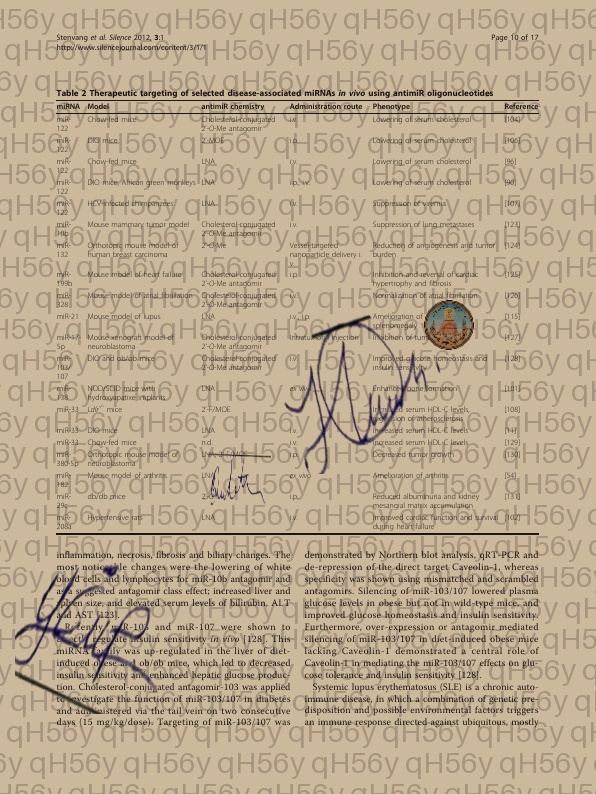 Stenvang et al. Silence 2012, 3:1
http://www.silencejournal.com/content/3/1/1
Page 10 of 17
Table 2 Therapeutic targeting of selected disease-associated miRNAs in vivo using antimiR oligonucleotides
miRNA Model antimiR chemistry Administration route Phenotype Reference
miR-122 Chow-fed mice Cholesterol-conjugated 2'-O-Me antagomir i.v. Lowering of serum cholesterol [104]
miR-122 DIO mice 2'-MOE i.p. Lowering of serum cholesterol [106]
miR-122 Chow-fed mice LNA i.v. Lowering of serum cholesterol [96]
miR-122 DIO mice, African green monkeys LNA i.p., i.v. Lowering of serum cholesterol [90]
miR-122 HCV-infected chimpanzees LNA i.v. Suppression of viremia [107]
miR-10b Mouse mammary tumor model Cholesterol-conjugated 2'-O-Me antagomir i.v. Suppression of lung metastases [123]
miR-132 Orthotopic mouse model of human breast carcinoma 2'-O-Me Vessel-targeted nanoparticle delivery i.v. Reduction of angiogenesis and tumor burden [124]
miR-199b Mouse model of heart failure Cholesterol-conjugated 2'-O-Me antagomir i.p. Inhibition and reversal of cardiac hypertrophy and fibrosis [125]
miR-328 Mouse model of atrial fibrillation Cholesterol-conjugated 2'-O-Me antagomir i.v. Normalization of atrial fibrillation [126]
miR-21 Mouse model of lupus LNA i.v., i.p. Amelioration of splenomegaly [115]
miR-17-5p Mouse xenograft model of neuroblastoma Cholesterol-conjugated 2'-O-Me antagomir Intratumoral injection Inhibition of tumor [127]
miR-103/107 DIO and ob/ob mice Cholesterol-conjugated 2'-O-Me antagomir i.v. Improved glucose homeostasis and insulin sensitivity [128]
miR-138 NOD/SCID mice with hydroxyapatite implants LNA ex vivo Enhanced bone formation [101]
miR-33 Ldlr-/- mice 2'-F/MOE Increased serum HDL-C levels, regression of atherosclerosis [108]
miR-33 DIO mice LNA i.v. Increased serum HDL-C levels [11]
miR-33 Chow-fed mice n.d. i.v. Increased serum HDL-C levels [129]
miR-380-5p Orthotopic mouse model of neuroblastoma LNA, 2'-F/MOE i.p. Decreased tumor growth [130]
miR-182 Mouse model of arthritis LNA ex vivo Amelioration of arthritis [54]
miR-29c db/db mice i.p. Reduced albuminuria and kidney mesangial matrix accumulation [131]
miR-208a Hypertensive rats LNA i.v. Improved cardiac function and survival during heart failure [102]
inflammation, necrosis, fibrosis and biliary changes. The
most noticeable changes were the lowering of white
blood cells and lymphocytes for miR-10b antagomir and
as a suggested antagomir class effect; increased liver and
spleen size, and elevated serum levels of bilirubin, ALT
and AST [123].
Recently miR-103 and miR-107 were shown to
directly regulate insulin sensitivity in vivo [128]. This
miRNA family was up-regulated in the liver of diet-
induced obese and ob/ob mice, which led to decreased
insulin sensitivity and enhanced hepatic glucose produc-
tion. Cholesterol-conjugated antagomir-103 was applied
to investigate the function of miR-103/107 in diabetes
and administered via the tail vein on two consecutive
days (15 mg/kg/dose). Targeting of miR-103/107 was
demonstrated by Northern blot analysis, qRT-PCR and
de-repression of the direct target Caveolin-1, whereas
specificity was shown using mismatched and scrambled
antagomirs. Silencing of miR-103/107 lowered plasma
glucose levels in obese but not in wild-type mice, and
improved glucose homeostasis and insulin sensitivity.
Furthermore, over-expression of antagomir-mediated
silencing of miR-103/107 in diet-induced obese mice
lacking Caveolin-1 demonstrated a central role of
Caveolin-1 in mediating the miR-103/107 effects on glu-
cose tolerance and insulin sensitivity [128].
Systemic lupus erythematosus (SLE) is a chronic auto-
immune disease, in which a combination of genetic pre-
disposition and possible environmental factors triggers
an immune response directed against ubiquitous, mostly